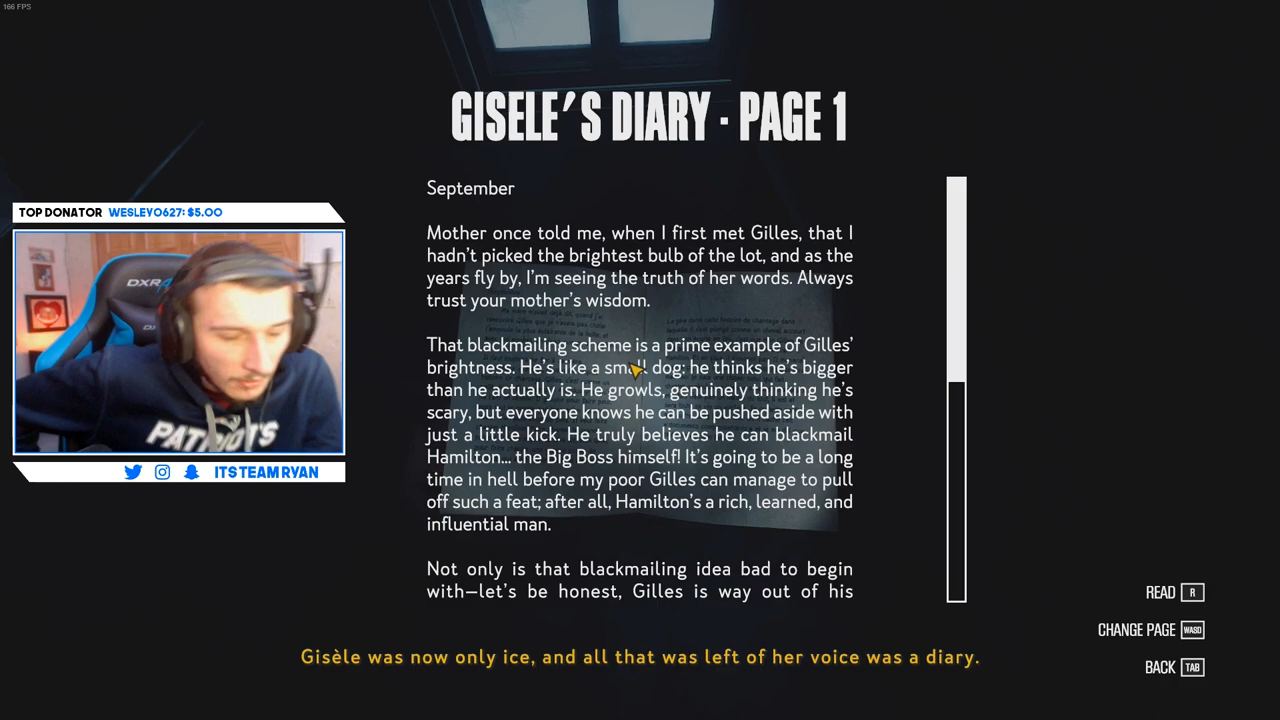 166 FPS
GISELE'S DIARY · PAGE 1
September
Mother once told me, when I first met Gilles, that I
hadn't picked the brightest bulb of the lot, and as the
years fly by, I'm seeing the truth of her words. Always
trust your mother's wisdom.
That blackmailing scheme is a prime example of Gilles'
brightness. He's like a small dog: he thinks he's bigger
than he actually is. He growls, genuinely thinking he's
scary, but everyone knows he can be pushed aside with
just a little kick. He truly believes he can blackmail
Hamilton... the Big Boss himself! It's going to be a long
time in hell before my poor Gilles can manage to pull
off such a feat; after all, Hamilton's a rich, learned, and
influential man.
Not only is that blackmailing idea bad to begin
with—let's be honest, Gilles is way out of his
TOP DONATOR WESLEVO627: $5.00
DXR
PATRIOTS
ITSTEAMRYAN
READ R
CHANGE PAGE WASD
BACK TAB
Gisèle was now only ice, and all that was left of her voice was a diary.